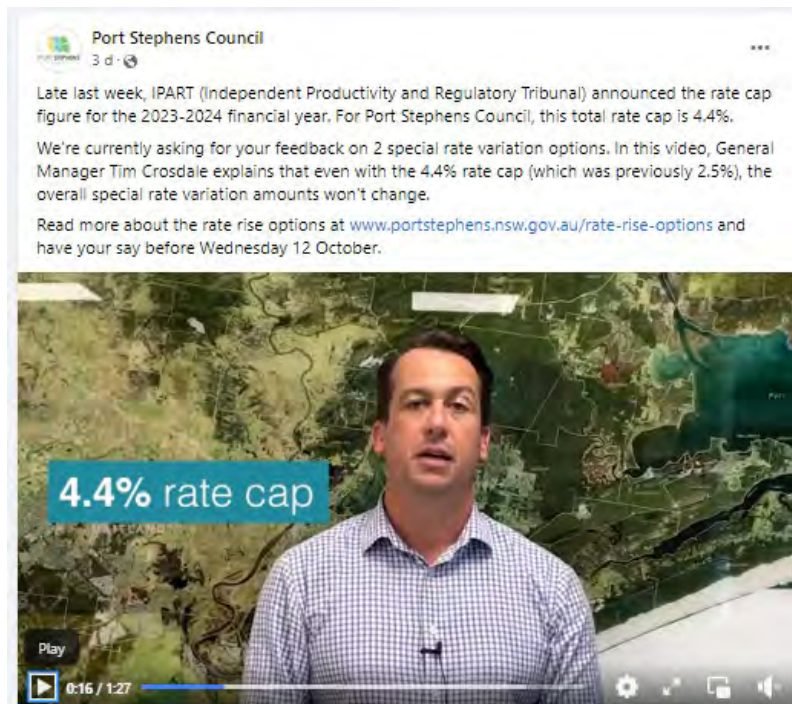 Port Stephens Council
3 d ·
Late last week, IPART (Independent Productivity and Regulatory Tribunal) announced the rate cap
figure for the 2023-2024 financial year. For Port Stephens Council, this total rate cap is 4.4%.
We're currently asking for your feedback on 2 special rate variation options. In this video, General
Manager Tim Crosdale explains that even with the 4.4% rate cap (which was previously 2.5%), the
overall special rate variation amounts won't change.
Read more about the rate rise options at www.portstephens.nsw.gov.au/rate-rise-options and
have your say before Wednesday 12 October.
4.4% rate cap
Play
0:16 / 1:27